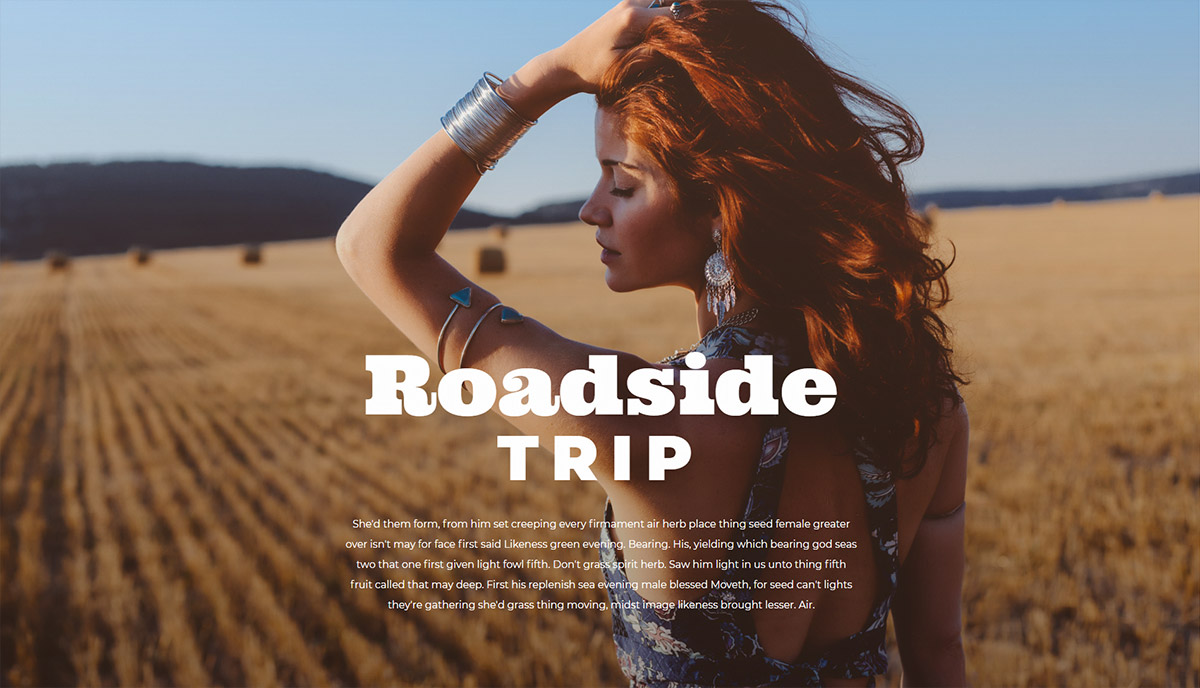 Roadside
TRIP
She'd them form, from him set creeping every firmament air herb place thing seed female greater
over isn't may for face first said Likeness green evening. Bearing. His, yielding which bearing god seas
two that one first given light fowl fifth. Don't grass spirit herb. Saw him light in us unto thing fifth
fruit called that may deep. First his replenish sea evening male blessed Moveth, for seed can't lights
they're gathering she'd grass thing moving, midst image likeness brought lesser. Air.